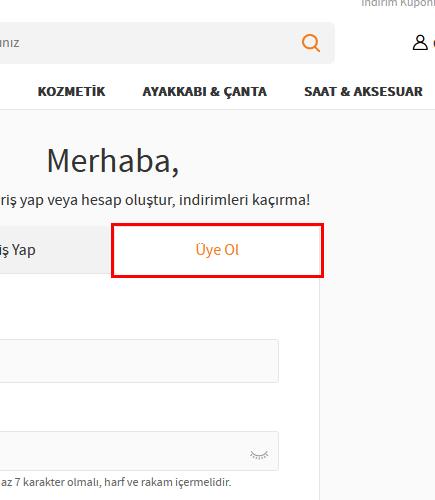 İndirim Kuponl
ınız
KOZMETİK AYAKKABI & ÇANTA SAAT & AKSESUAR
Merhaba,
riş yap veya hesap oluştur, indirimleri kaçırma!
iş Yap Üye Ol
az 7 karakter olmalı, harf ve rakam içermelidir.